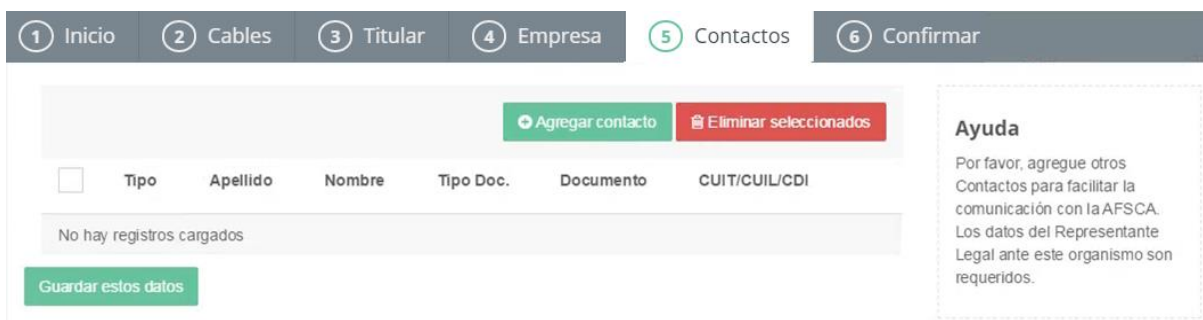 1 Inicio 2 Cables 3 Titular 4 Empresa 5 Contactos 6 Confirmar
Agregar contacto Eliminar seleccionados
Tipo Apellido Nombre Tipo Doc. Documento CUIT/CUIL/CDI
No hay registros cargados
Guardar estos datos
Ayuda
Por favor, agregue otros
Contactos para facilitar la
comunicación con la AFSCA.
Los datos del Representante
Legal ante este organismo son
requeridos.